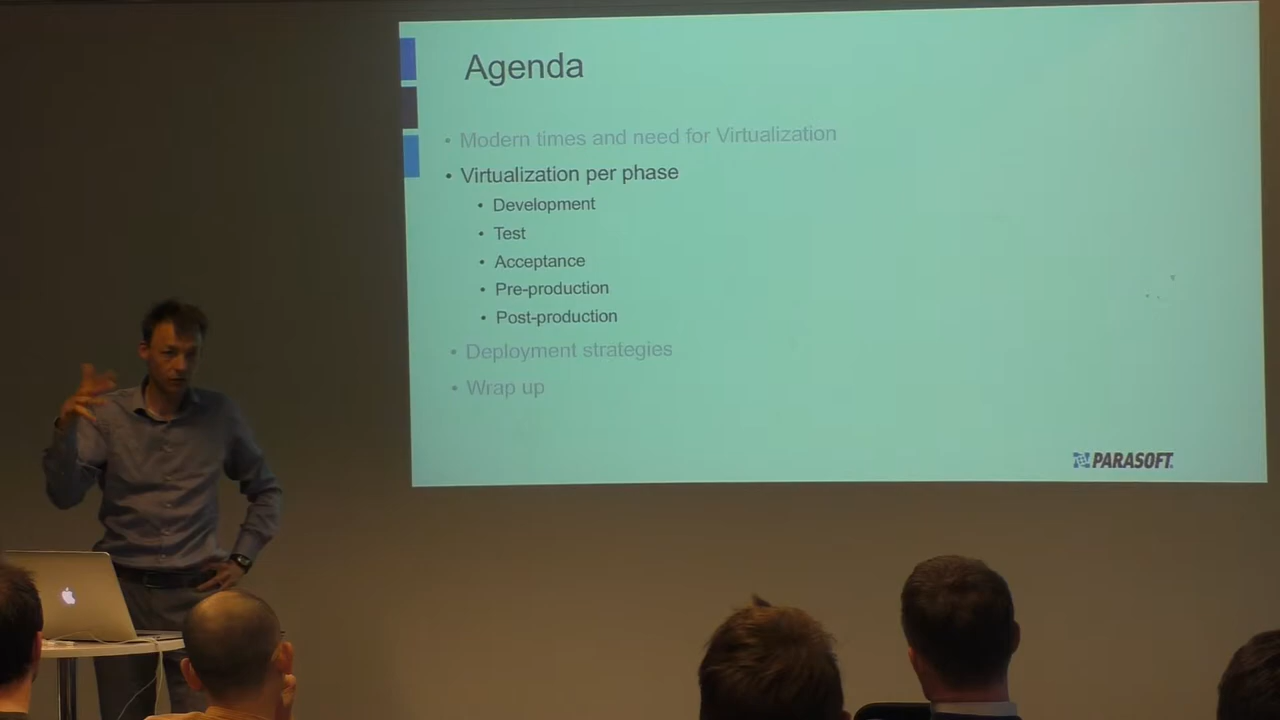 Agenda
• Modern times and need for Virtualization
• Virtualization per phase
• Development
• Test
• Acceptance
• Pre-production
• Post-production
• Deployment strategies
• Wrap up
PARASOFT